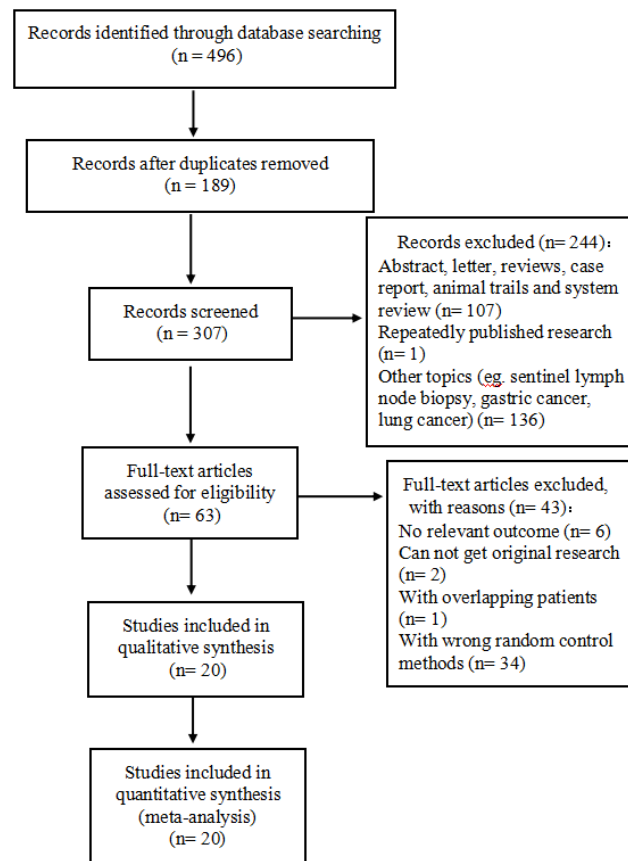 Records identified through database searching
(n = 496)
Records after duplicates removed
(n = 189)
Records excluded (n= 244):
Abstract, letter, reviews, case
report, animal trails and system
review (n= 107)
Repeatedly published research
(n= 1)
Other topics (eg. sentinel lymph
node biopsy, gastric cancer,
lung cancer) (n= 136)
Records screened
(n = 307)
Full-text articles
assessed for eligibility
(n= 63)
Full-text articles excluded,
with reasons (n= 43):
No relevant outcome (n= 6)
Can not get original research
(n= 2)
With overlapping patients
(n= 1)
With wrong random control
methods (n= 34)
Studies included in
qualitative synthesis
(n= 20)
Studies included in
quantitative synthesis
(meta-analysis)
(n= 20)